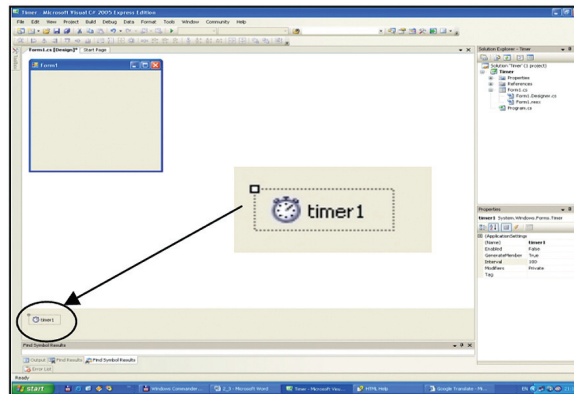 Timer - Microsoft Visual C# 2005 Express Edition
File Edit View Project Build Debug Data Format Tools Window Community Help
Toolbox
Form1.cs [Design]* Start Page
Form1
timer1
timer1
Solution Explorer - Timer
Solution 'Timer' (1 project)
Timer
Properties
References
Form1.cs
Form1.Designer.cs
Form1.resx
Program.cs
Properties
timer1 System.Windows.Forms.Timer
(ApplicationSettings
(Name) timer1
Enabled False
GenerateMember True
Interval 100
Modifiers Private
Tag
Find Symbol Results
Output Find Results Find Symbol Results
Error List
Ready
start Windows Commander ... 2_3 - Microsoft Word Timer - Microsoft Visu... HTML Help Google Translate - Mi... EN